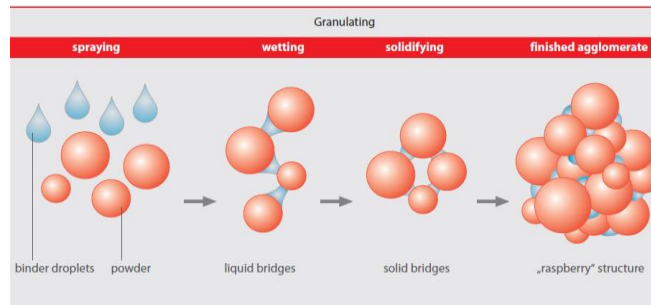 Granulating
spraying wetting solidifying finished agglomerate
binder droplets powder liquid bridges solid bridges „raspberry“ structure